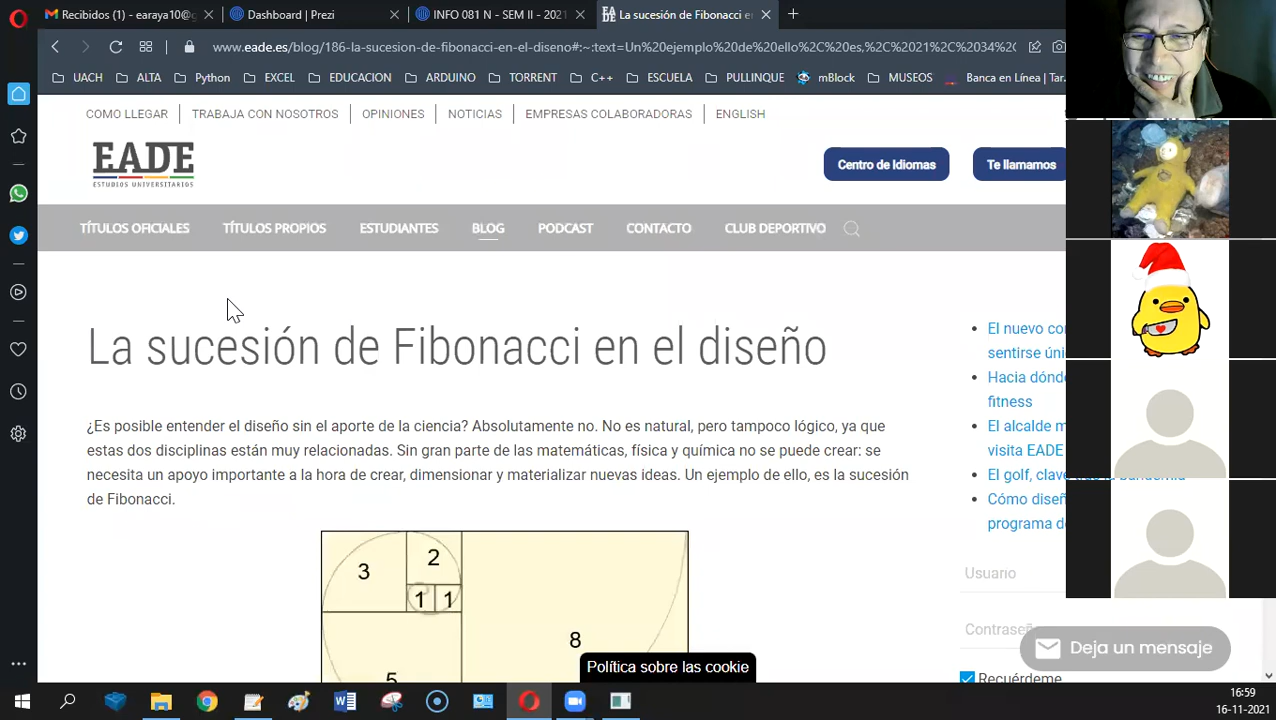 Recibidos (1) - earaya10@g
Dashboard | Prezi
INFO 081 N - SEM II - 2021
EA
DE
La sucesión de Fibonacci en
www.eade.es/blog/186-la-sucesion-de-fibonacci-en-el-diseno#:~:text=Un%20ejemplo%20de%20ello%2C%20es,%2C%2021%2C%2034%2C
UACH
ALTA
Python
EXCEL
EDUCACION
ARDUINO
TORRENT
C++
ESCUELA
PULLINQUE
mBlock
MUSEOS
Banca en Línea | Tar...
COMO LLEGAR
TRABAJA CON NOSOTROS
OPINIONES
NOTICIAS
EMPRESAS COLABORADORAS
ENGLISH
EADE
ESTUDIOS UNIVERSITARIOS
Centro de Idiomas
Te llamamos
TÍTULOS OFICIALES
TÍTULOS PROPIOS
ESTUDIANTES
BLOG
PODCAST
CONTACTO
CLUB DEPORTIVO
La sucesión de Fibonacci en el diseño
¿Es posible entender el diseño sin el aporte de la ciencia? Absolutamente no. No es natural, pero tampoco lógico, ya que
estas dos disciplinas están muy relacionadas. Sin gran parte de las matemáticas, física y química no se puede crear: se
necesita un apoyo importante a la hora de crear, dimensionar y materializar nuevas ideas. Un ejemplo de ello, es la sucesión
de Fibonacci.
3
2
1
1
8
5
El nuevo co
sentirse ún
Hacia dónd
fitness
El alcalde m
visita EADE
El golf, clave tras la pandemia
Cómo diseñ
programa d
Usuario
Contraseñ
Deja un mensaje
Recuérdeme
Política sobre las cookie
16:59
16-11-2021